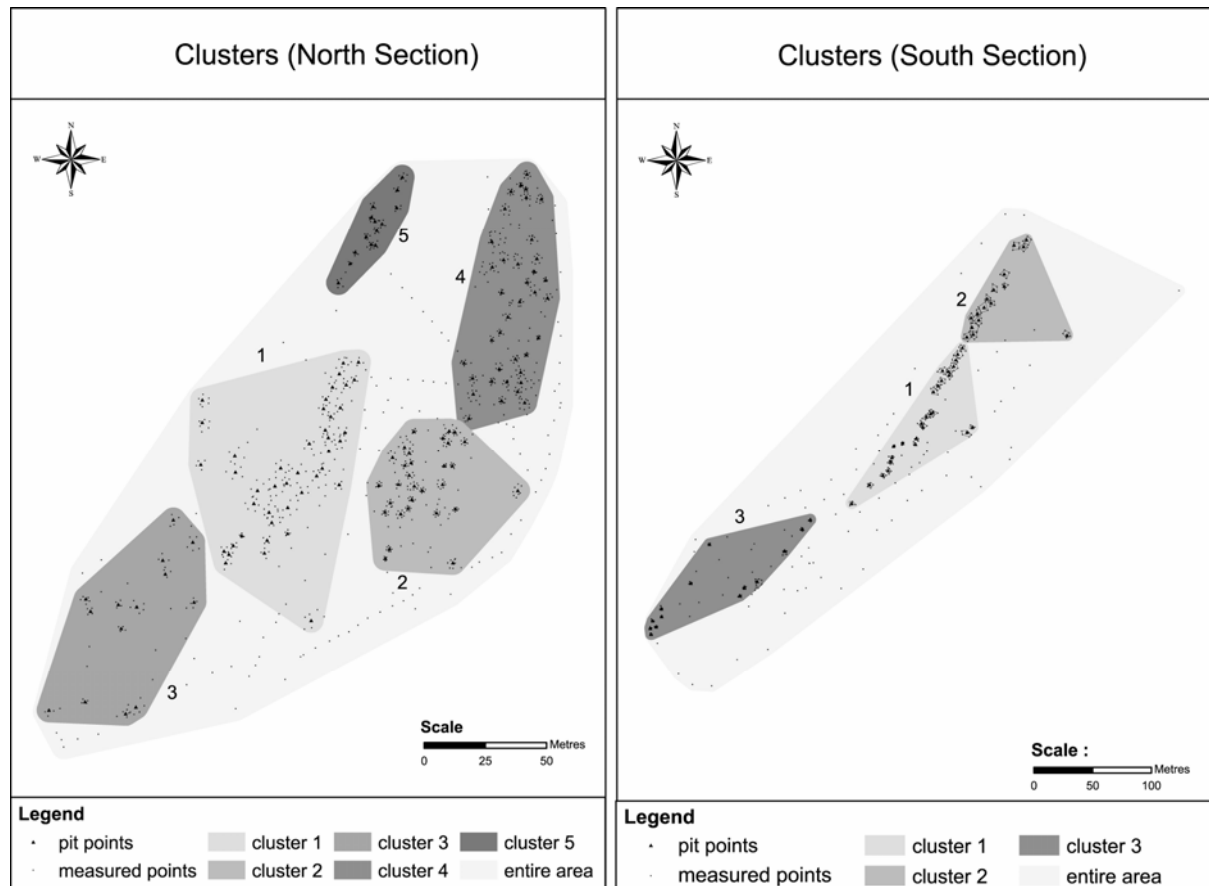 Clusters (North Section)
N
W E
S
5
4
1
2
3
Scale
Metres
0 25 50
Legend
pit points
measured points
cluster 1
cluster 2
cluster 3
cluster 4
cluster 5
entire area
Clusters (South Section)
N
W E
S
2
1
3
Scale :
Metres
0 50 100
Legend
pit points
measured points
cluster 1
cluster 2
cluster 3
entire area